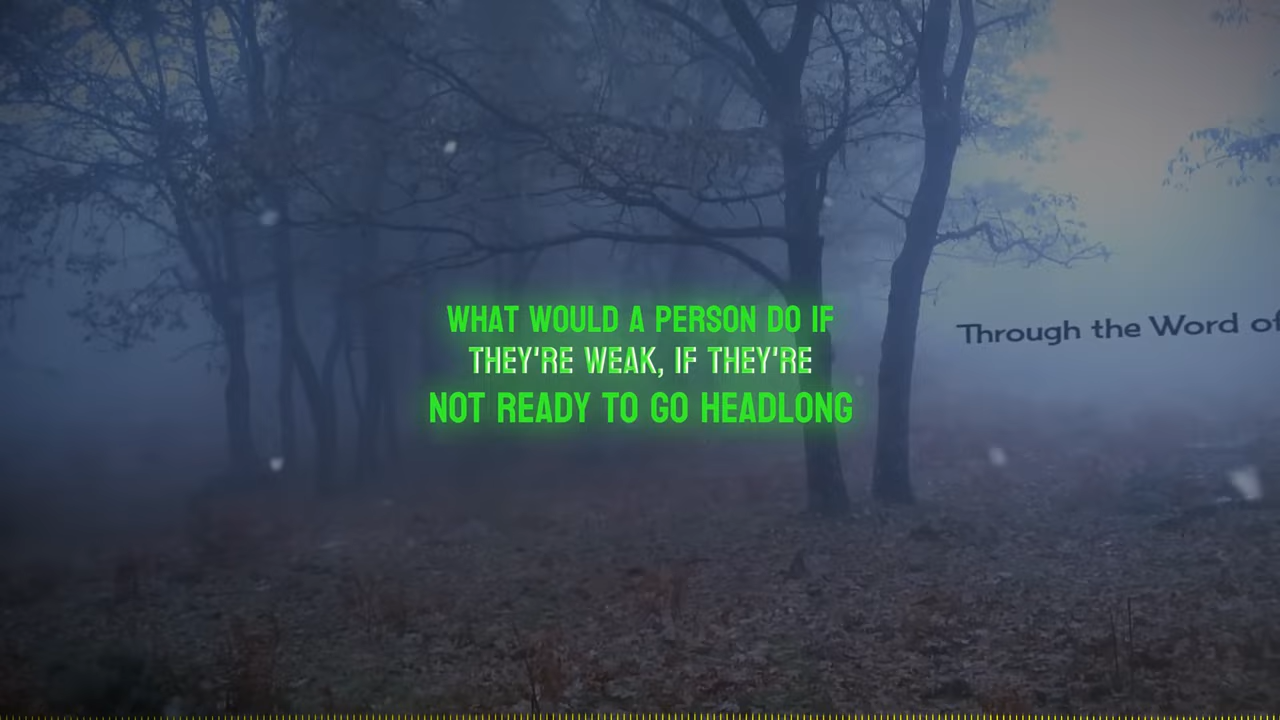 WHAT WOULD A PERSON DO IF
THEY'RE WEAK, IF THEY'RE
NOT READY TO GO HEADLONG
Through the Word of